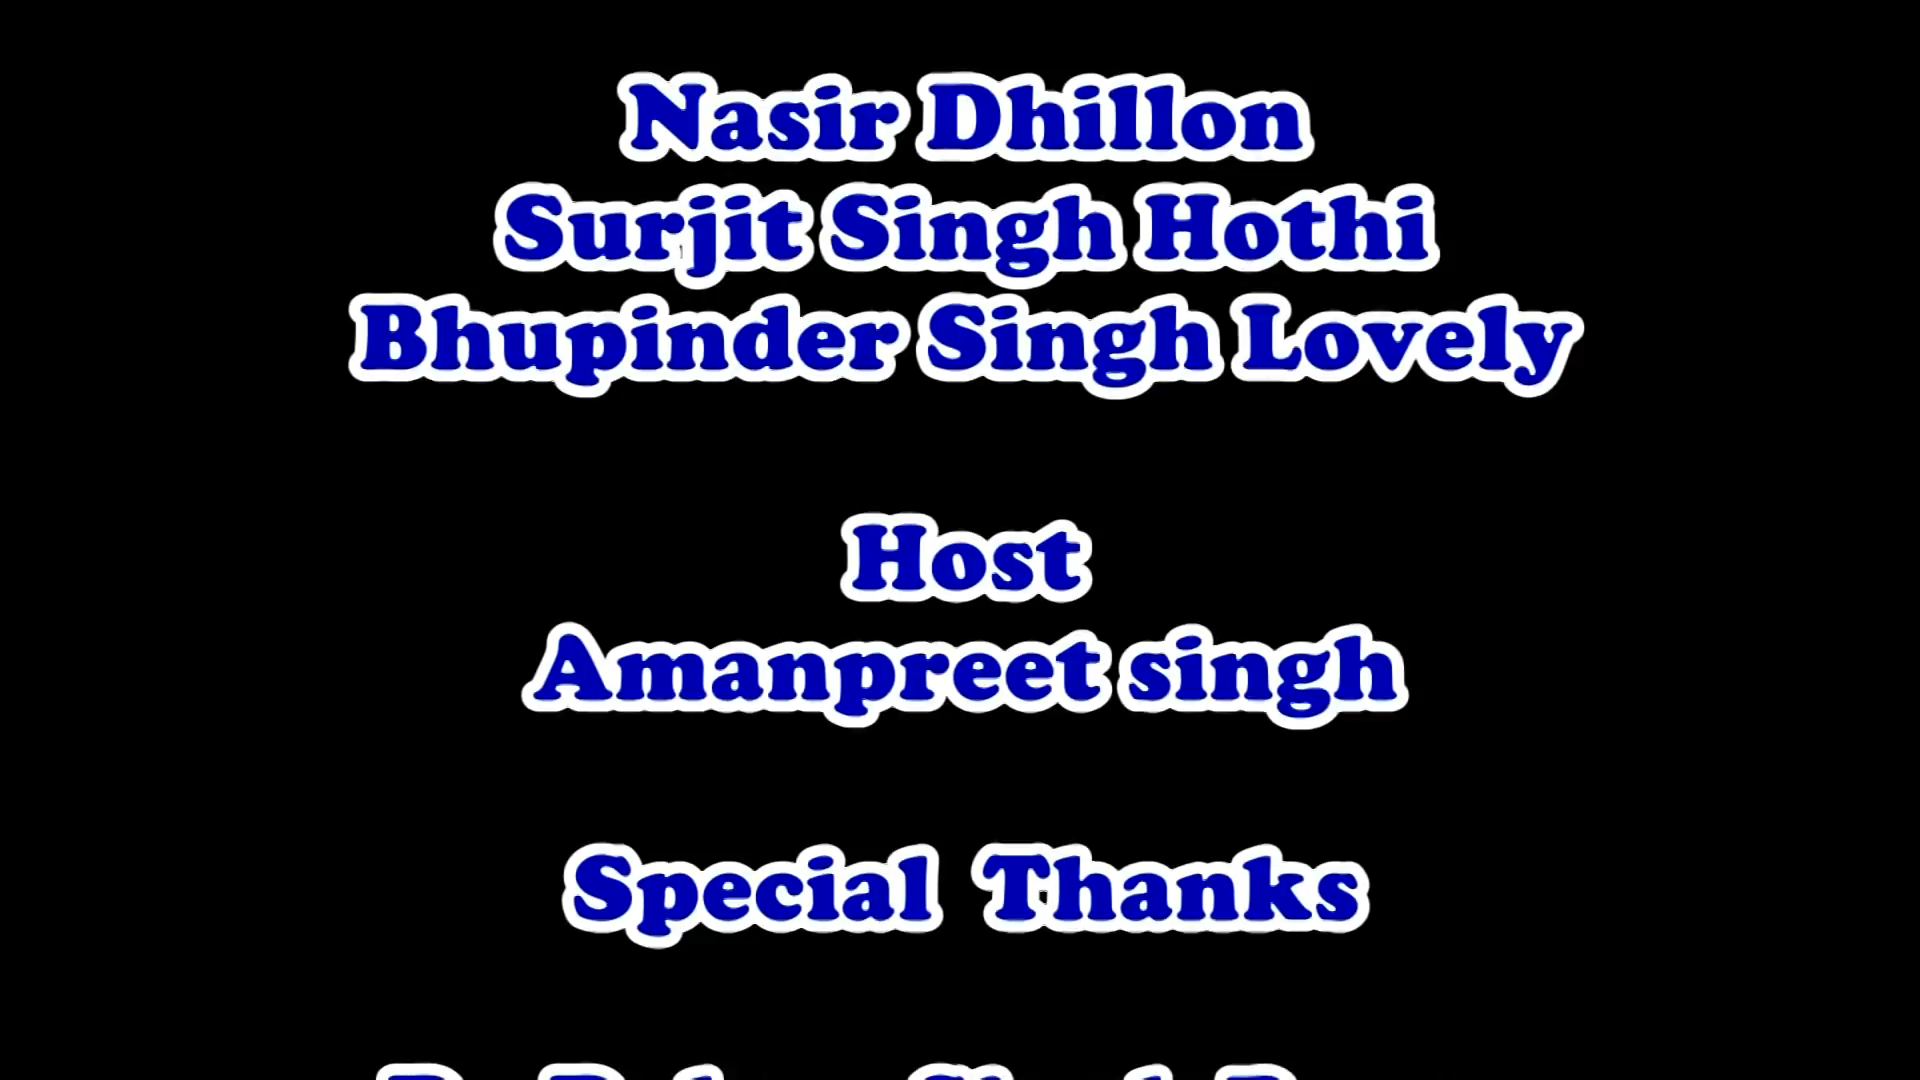 Nasir Dhillon
Surjit Singh Hothi
Bhupinder Singh Lovely
Host
Amanpreet singh
Special Thanks